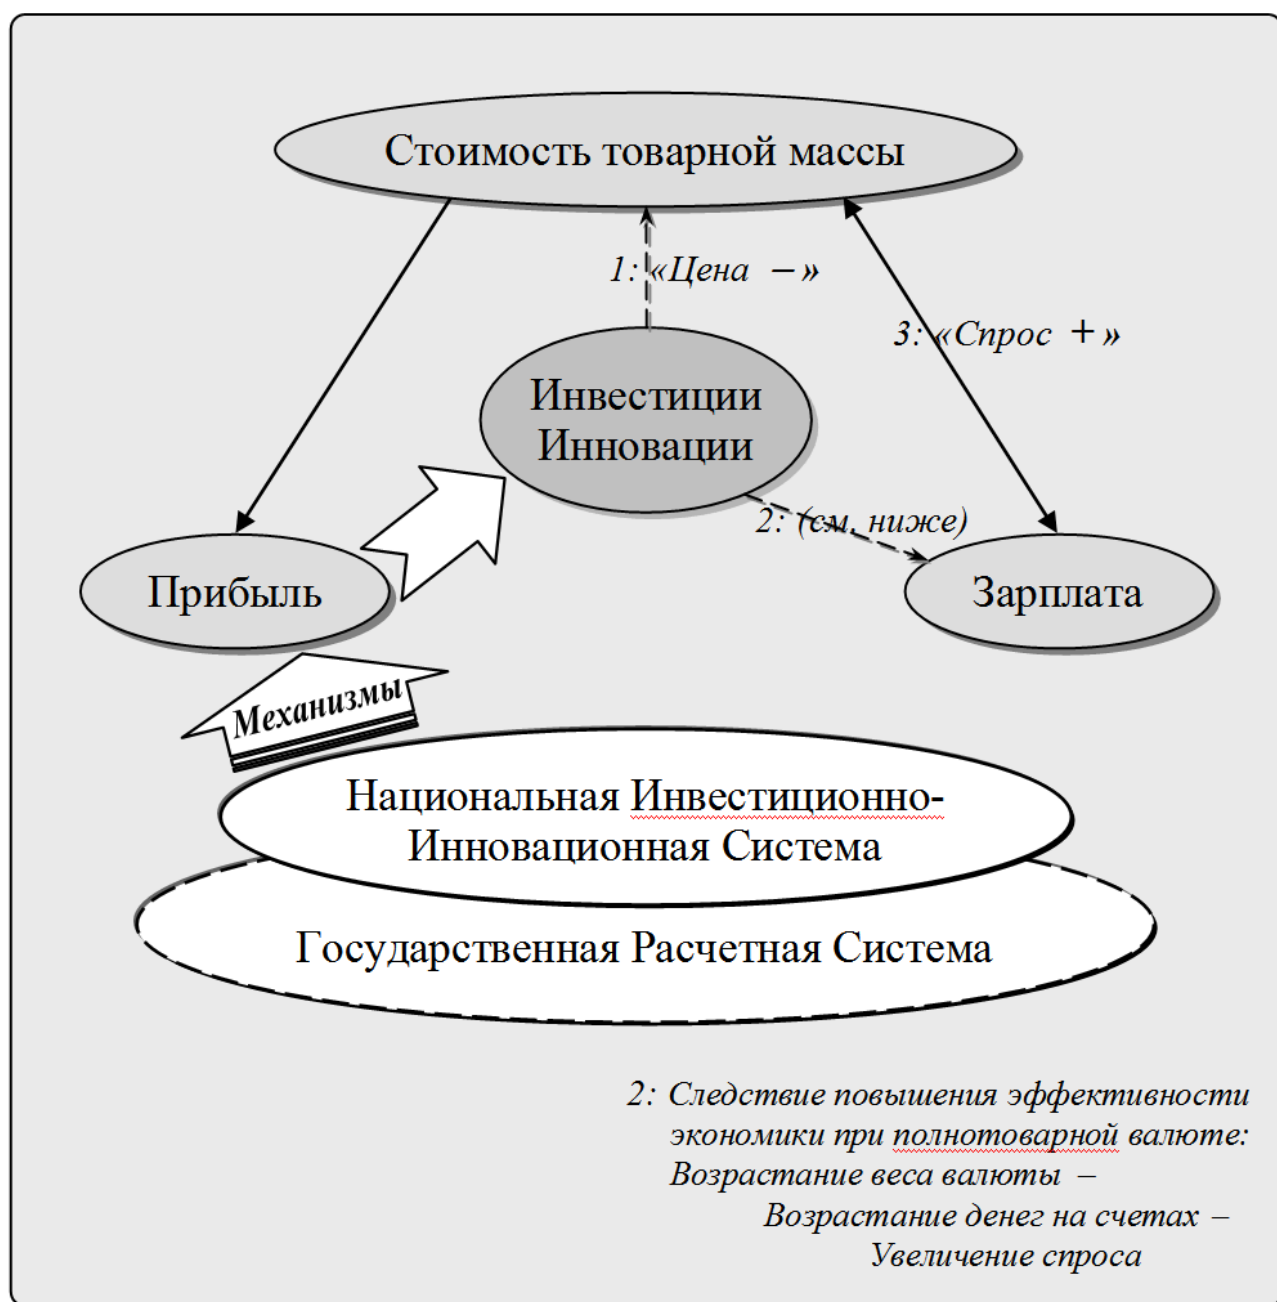 Стоимость товарной массы
1: «Цена – »
3: «Спрос + »
Инвестиции
Инновации
2: (см. ниже)
Прибыль
Зарплата
Механизмы
Национальная Инвестиционно-
Инновационная Система
Государственная Расчетная Система
2: Следствие повышения эффективности
экономики при полнотоварной валюте:
Возрастание веса валюты –
Возрастание денег на счетах –
Увеличение спроса